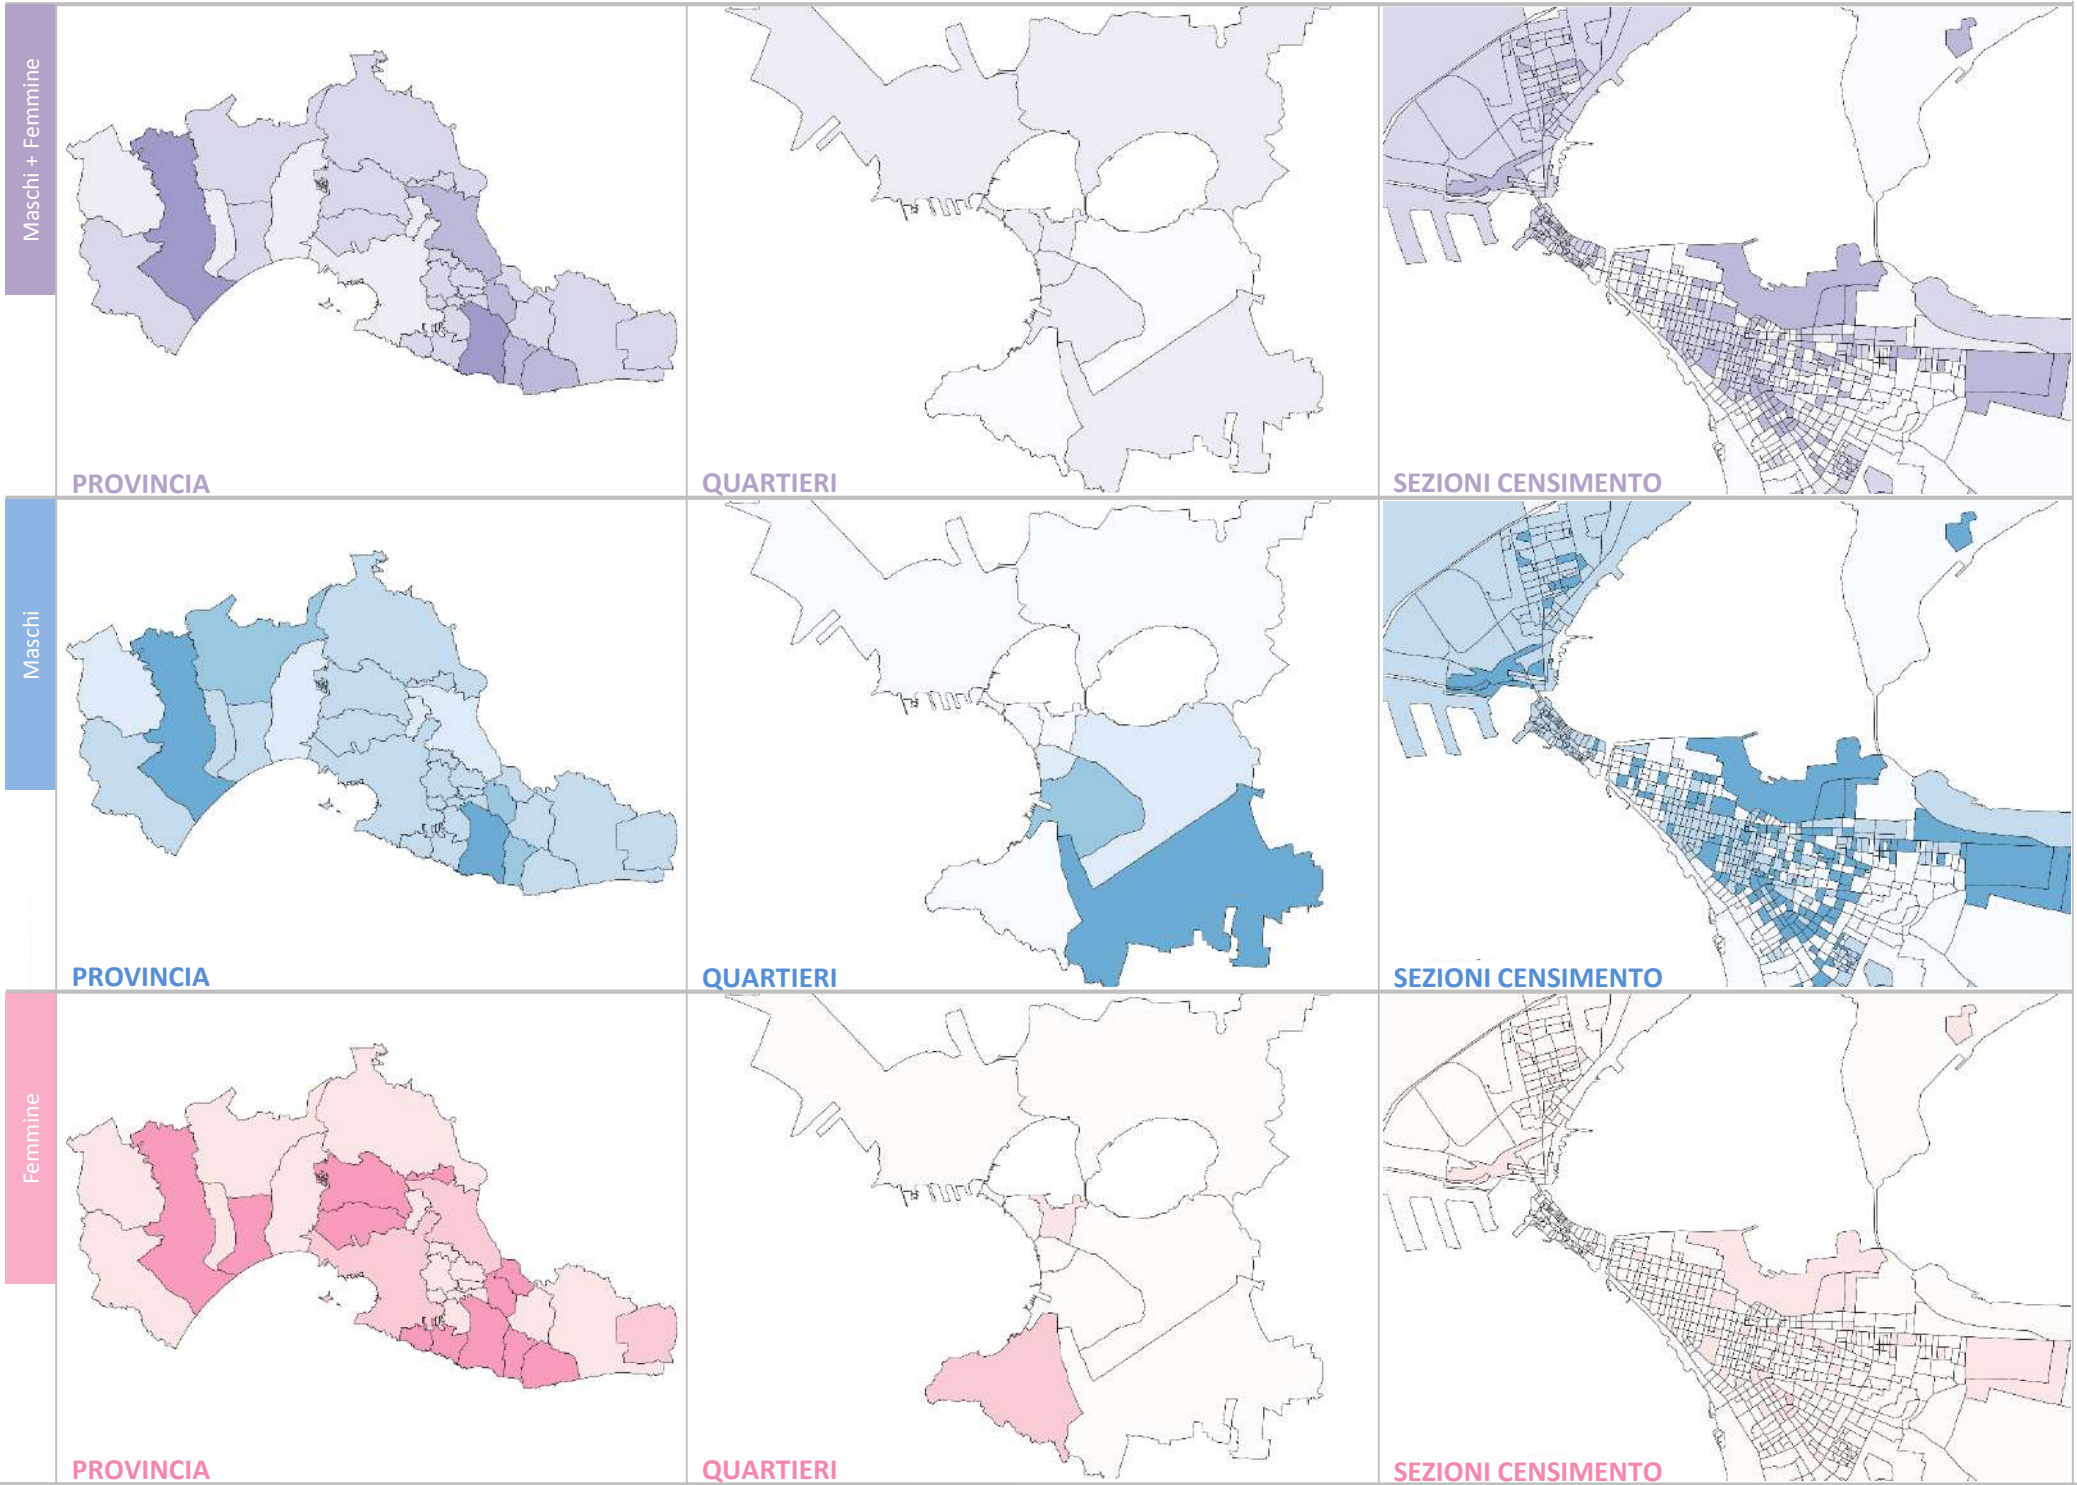 Maschi + Femmine
PROVINCIA
QUARTIERI
SEZIONI CENSIMENTO
Maschi
PROVINCIA
QUARTIERI
SEZIONI CENSIMENTO
Femmine
PROVINCIA
QUARTIERI
SEZIONI CENSIMENTO